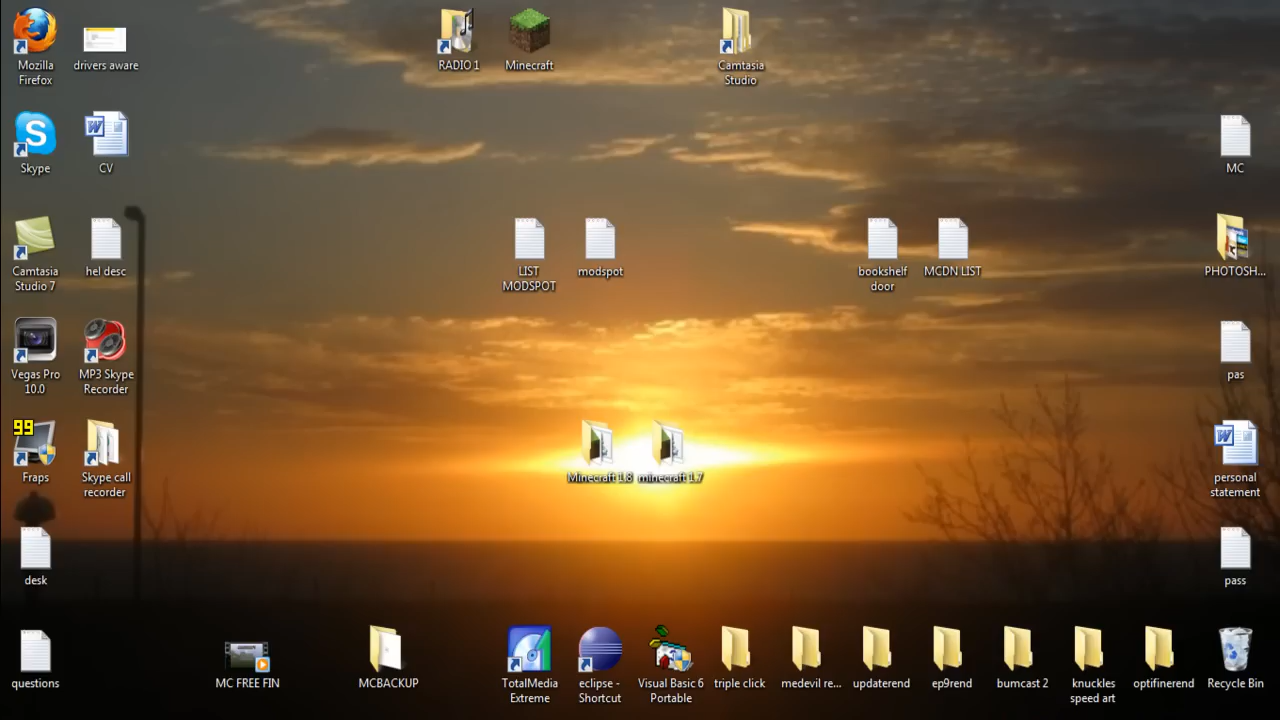 Mozilla
Firefox
drivers aware
RADIO 1
Minecraft
Camtasia
Studio
Skype
CV
MC
Camtasia
Studio 7
hel desc
LIST
MODSPOT
modspot
bookshelf
door
MCDN LIST
PHOTOSH...
Vegas Pro
10.0
MP3 Skype
Recorder
pas
99
Fraps
Skype call
recorder
Minecraft 1.8
minecraft 1.7
personal
statement
desk
pass
questions
MC FREE FIN
MCBACKUP
TotalMedia
Extreme
eclipse -
Shortcut
Visual Basic 6
Portable
triple click
medevil re...
updaterend
ep9rend
bumcast 2
knuckles
speed art
optifinerend
Recycle Bin